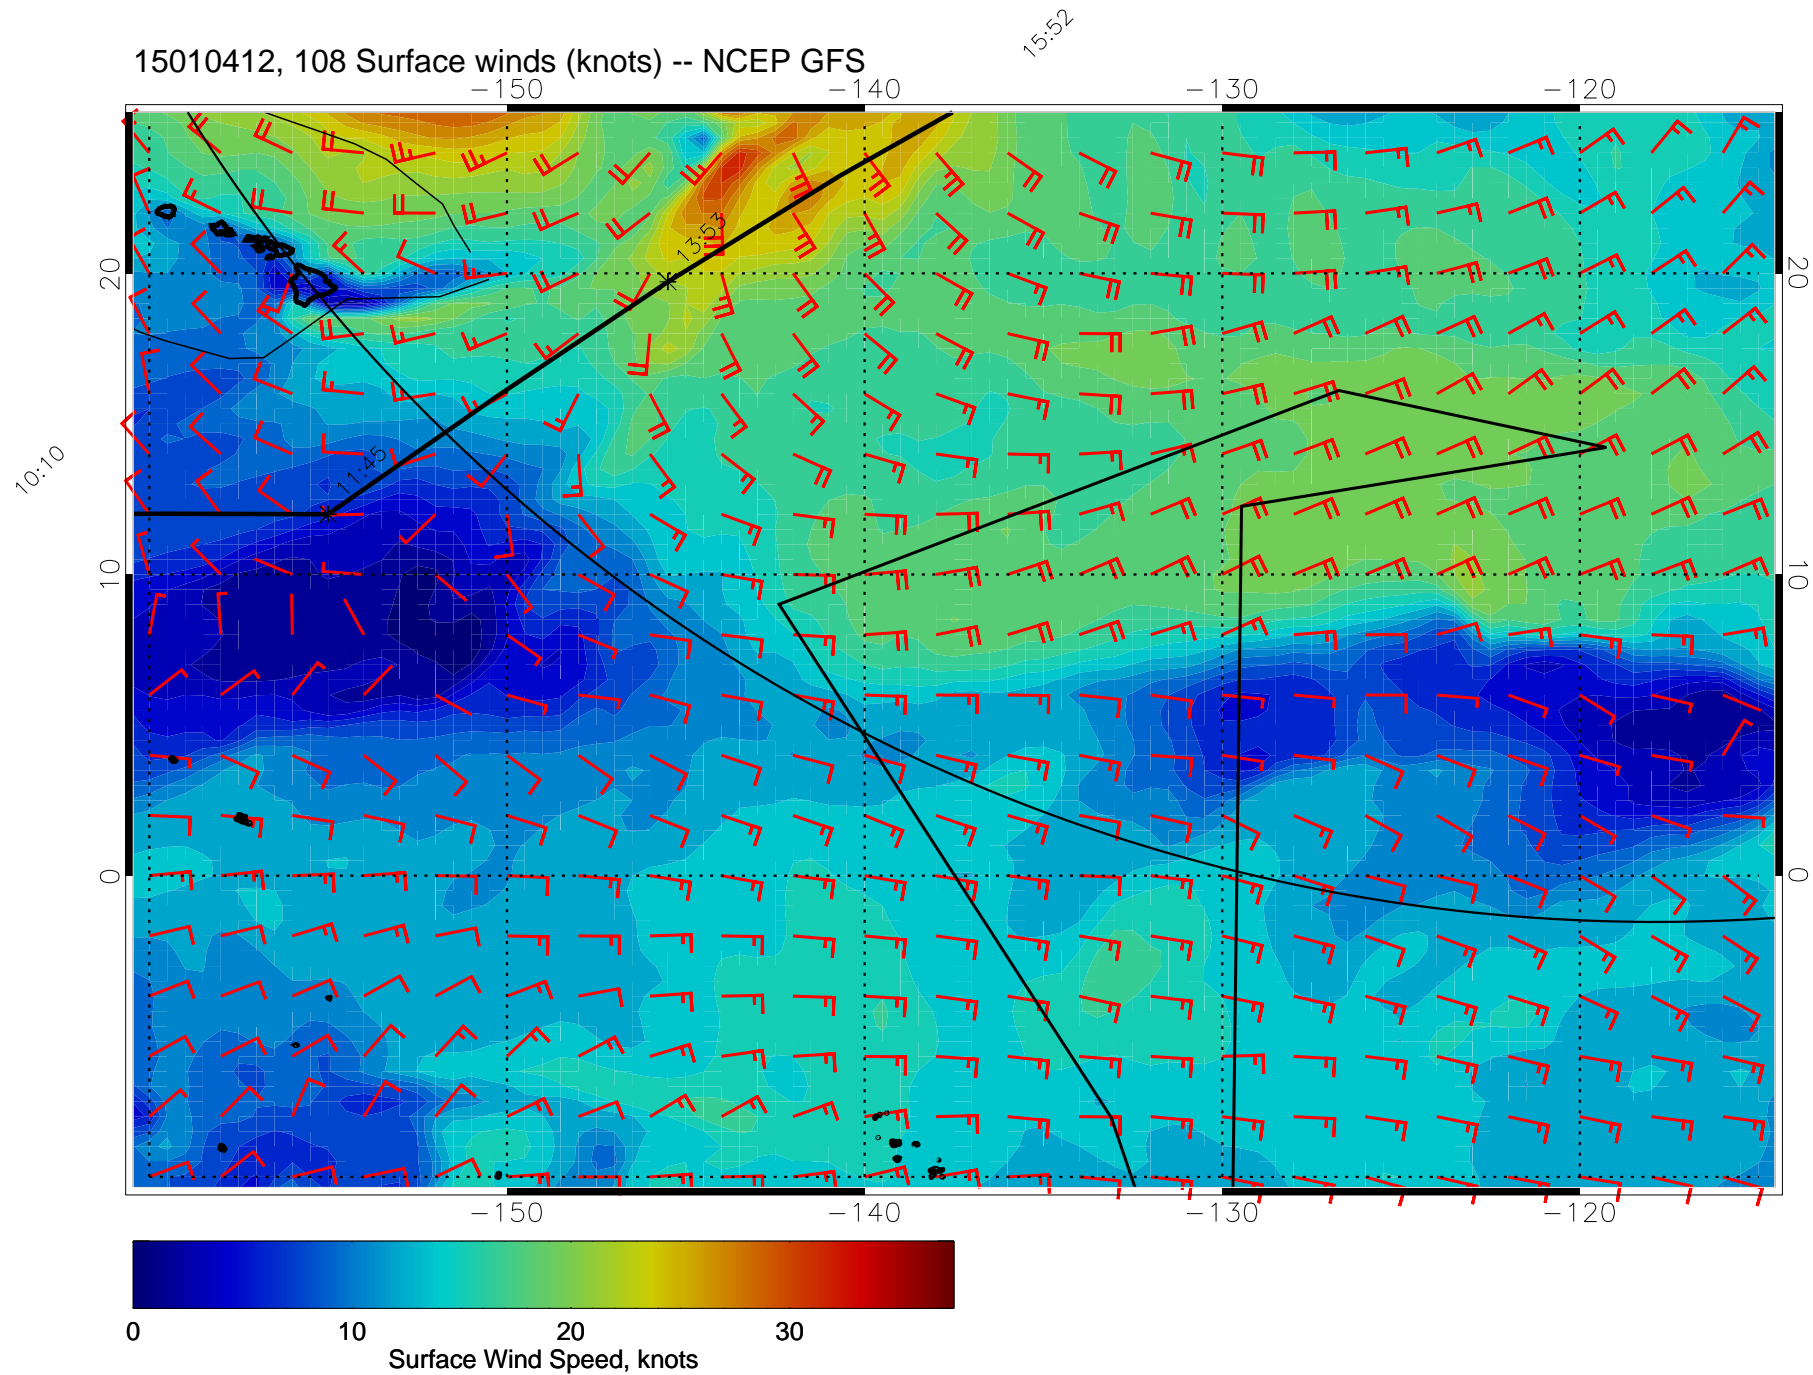 15:52
15010412, 108 Surface winds (knots) -- NCEP GFS
-150 -140 -130 -120
13:53
20 20
10:10
11:45
10 10
0 0
-150 -140 -130 -120
0 10 20 30
Surface Wind Speed, knots